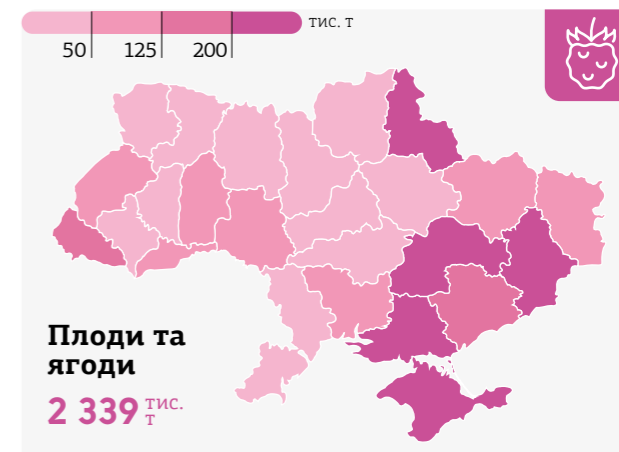 тис. т
50 125 200
Плоди та
ягоди
2 339 тис.
т